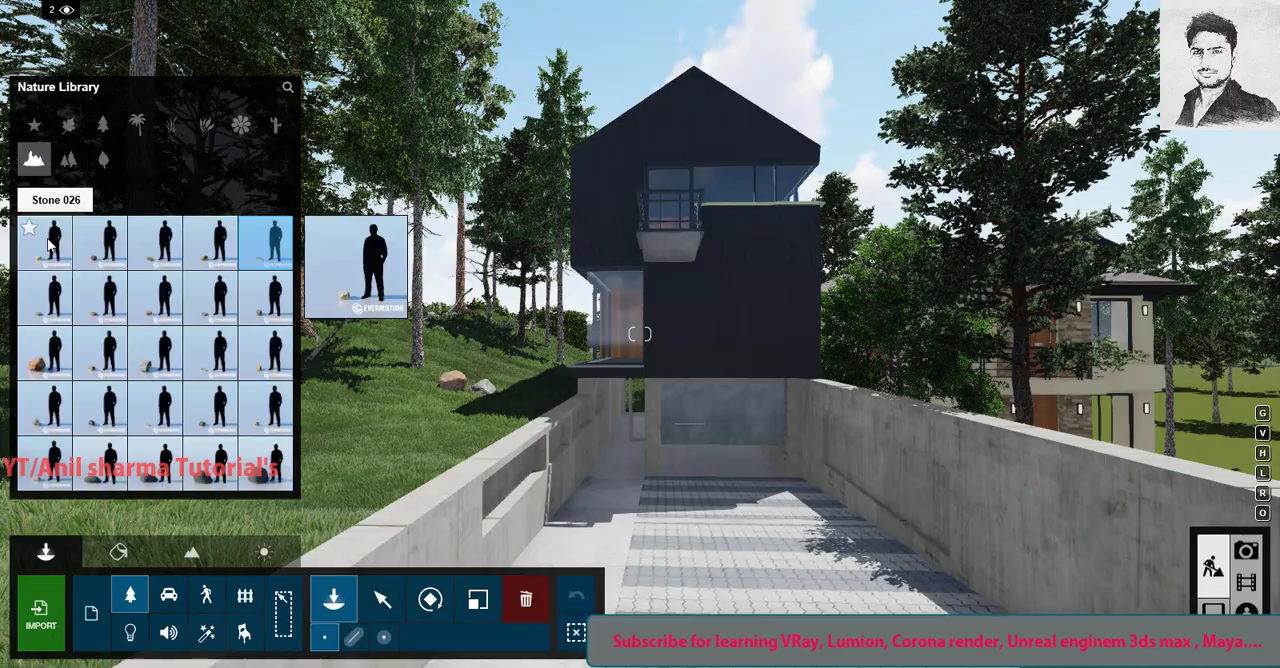 2
Nature Library
Stone 026
EVERMOTION
YT/Anil sharma Tutorial's
IMPORT
G
V
H
L
R
O
Subscribe for learning VRay, Lumion, Corona render, Unreal enginem 3ds max , Maya....